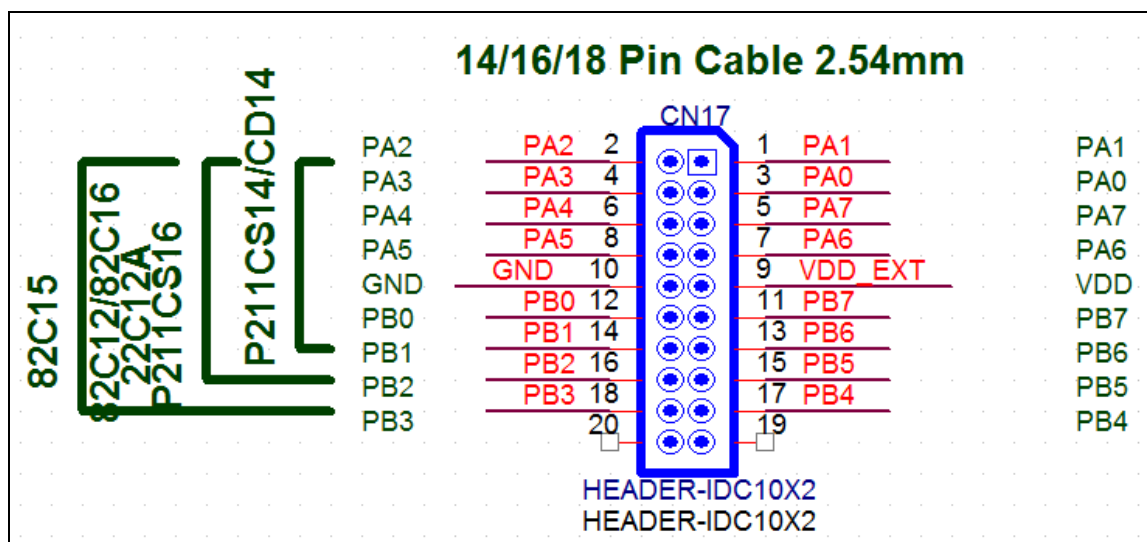 14/16/18 Pin Cable 2.54mm
CN17
PA2 PA2 2 1 PA1 PA1
PA3 PA3 4 3 PA0 PA0
PA4 PA4 6 5 PA7 PA7
PA5 PA5 8 7 PA6 PA6
GND GND 10 9 VDD_EXT VDD
PB0 PB0 12 11 PB7 PB7
PB1 PB1 14 13 PB6 PB6
PB2 PB2 16 15 PB5 PB5
PB3 PB3 18 17 PB4 PB4
20 19
HEADER-IDC10X2
HEADER-IDC10X2
82C15
82C12/82C16
22C12A
P211CS16
P211CS14/CD14